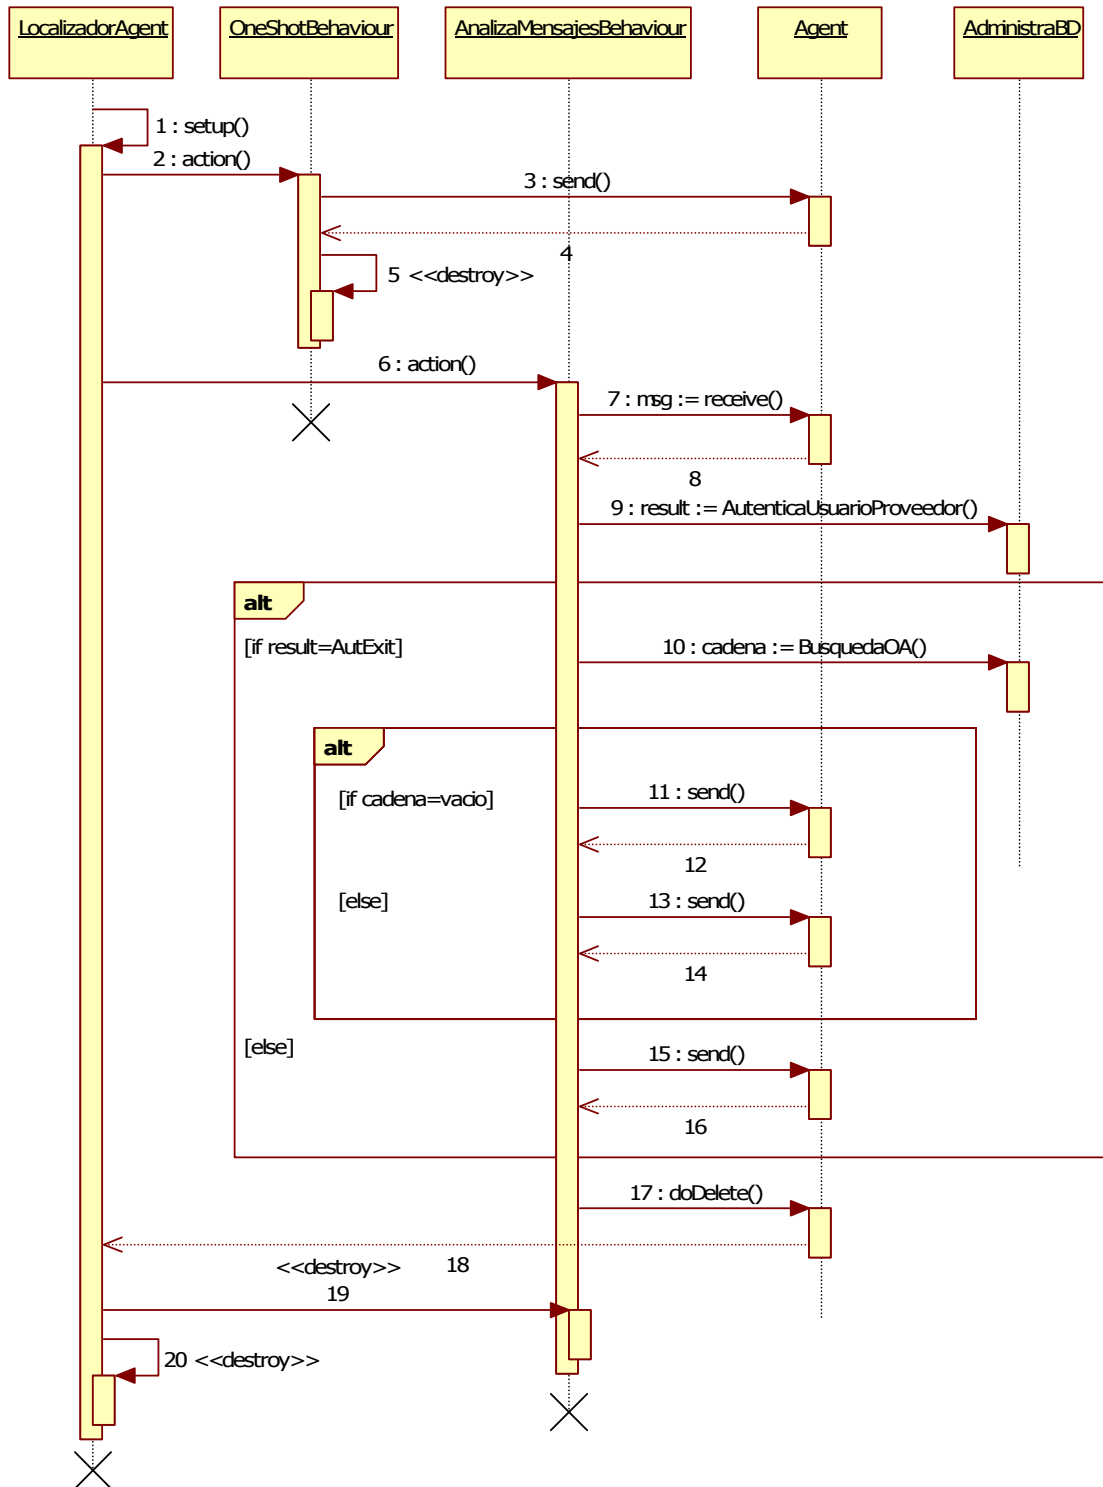 LocalizadorAgent
OneShotBehaviour
AnalizaMensajesBehaviour
Agent
AdministraBD
1 : setup()
2 : action()
3 : send()
4
5 <<destroy>>
6 : action()
7 : msg := receive()
8
9 : result := AutenticaUsuarioProveedor()
alt
[if result=AutExit]
10 : cadena := BusquedaOA()
alt
[if cadena=vacio]
11 : send()
12
[else]
13 : send()
14
[else]
15 : send()
16
17 : doDelete()
18
<<destroy>>
19
20 <<destroy>>